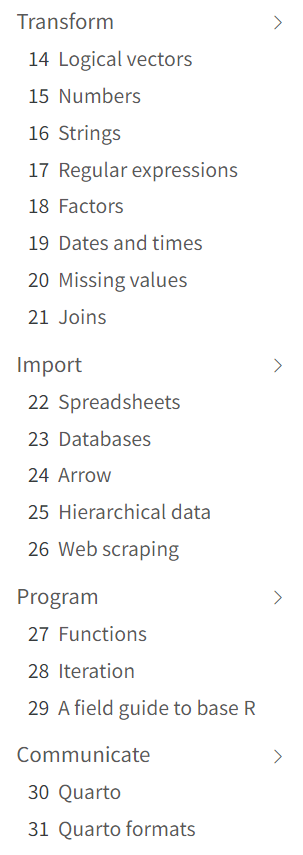 Transform
14 Logical vectors
15 Numbers
16 Strings
17 Regular expressions
18 Factors
19 Dates and times
20 Missing values
21 Joins
Import
22 Spreadsheets
23 Databases
24 Arrow
25 Hierarchical data
26 Web scraping
Program
27 Functions
28 Iteration
29 A field guide to base R
Communicate
30 Quarto
31 Quarto formats